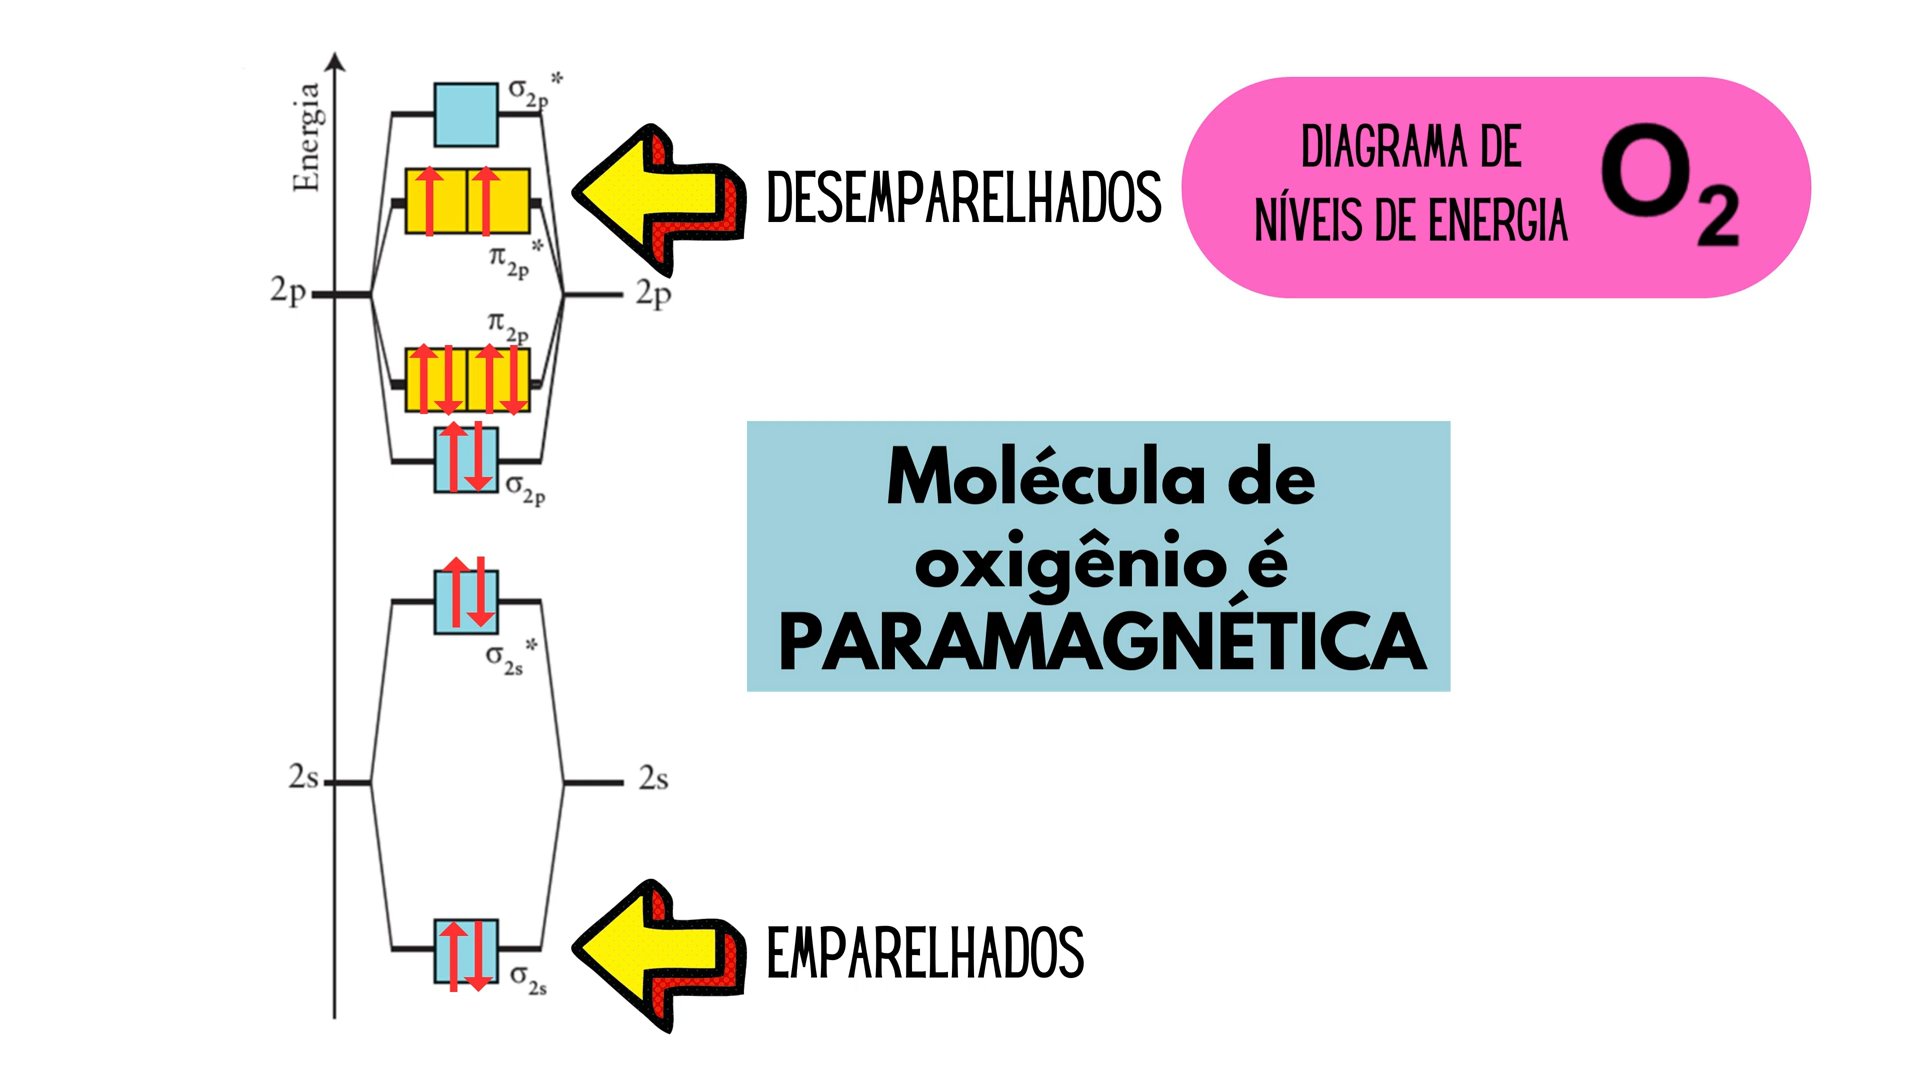 Energia
σ2p*
π2p*
2p
2p
π2p
σ2p
σ2s*
2s
2s
σ2s
DESEMPARELHADOS
EMPARELHADOS
DIAGRAMA DE
NÍVEIS DE ENERGIA
O2
Molécula de
oxigênio é
PARAMAGNÉTICA